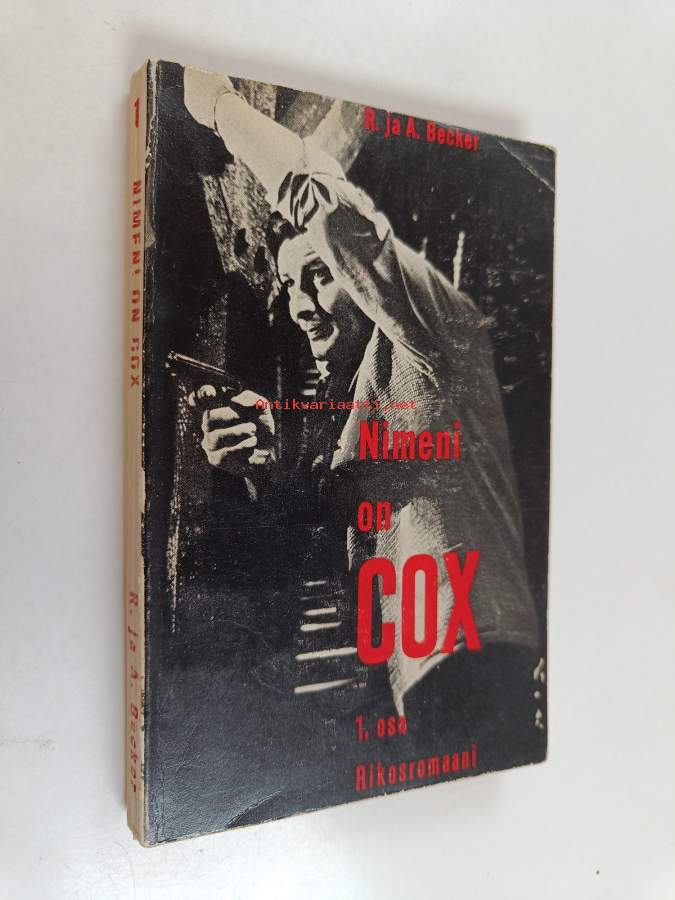 R. ja A. Becker
Nimeni
on
COX
1. osa
Rikosromaani
1 NIMENI ON COX R. ja A. Becker
Antikvariaatti.net